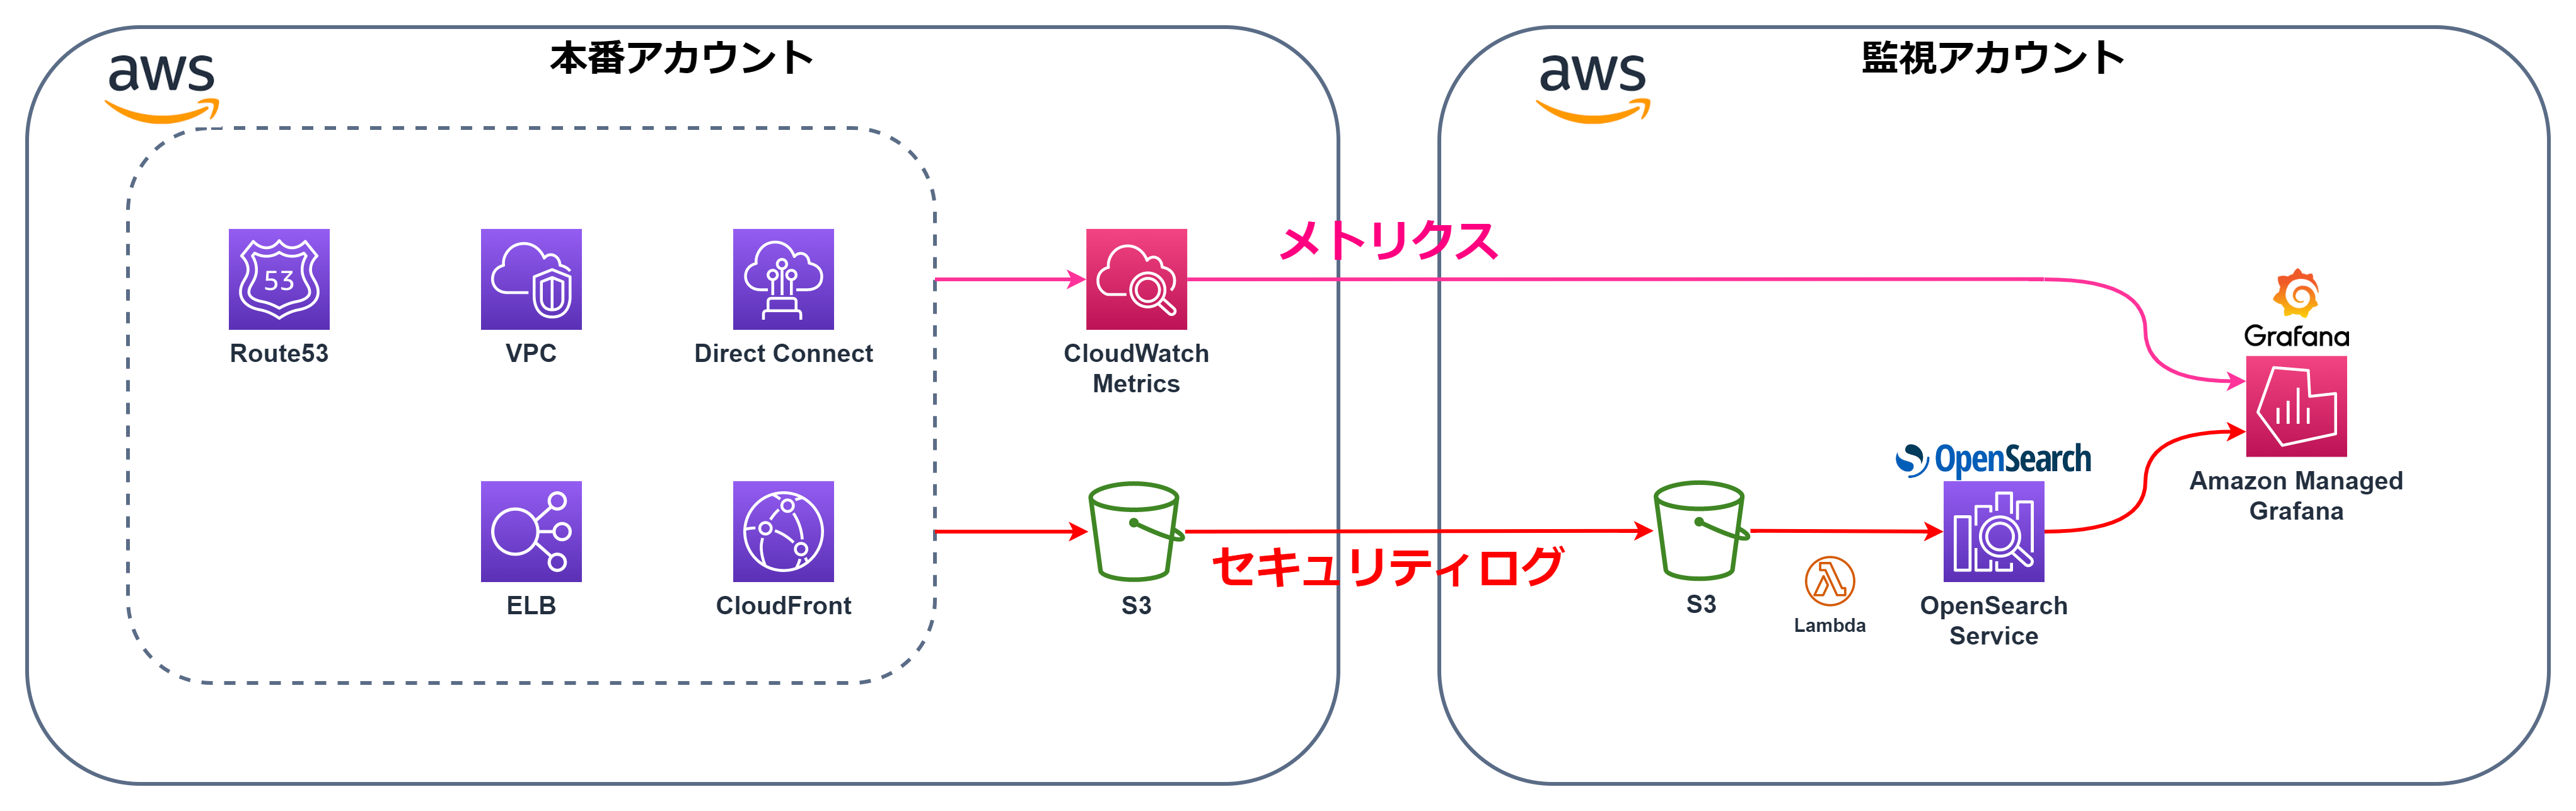 aws
本番アカウント
53
Route53
VPC
Direct Connect
ELB
CloudFront
CloudWatch
Metrics
S3
メトリクス
セキュリティログ
aws
監視アカウント
S3
Lambda
OpenSearch
OpenSearch
Service
Grafana
Amazon Managed
Grafana